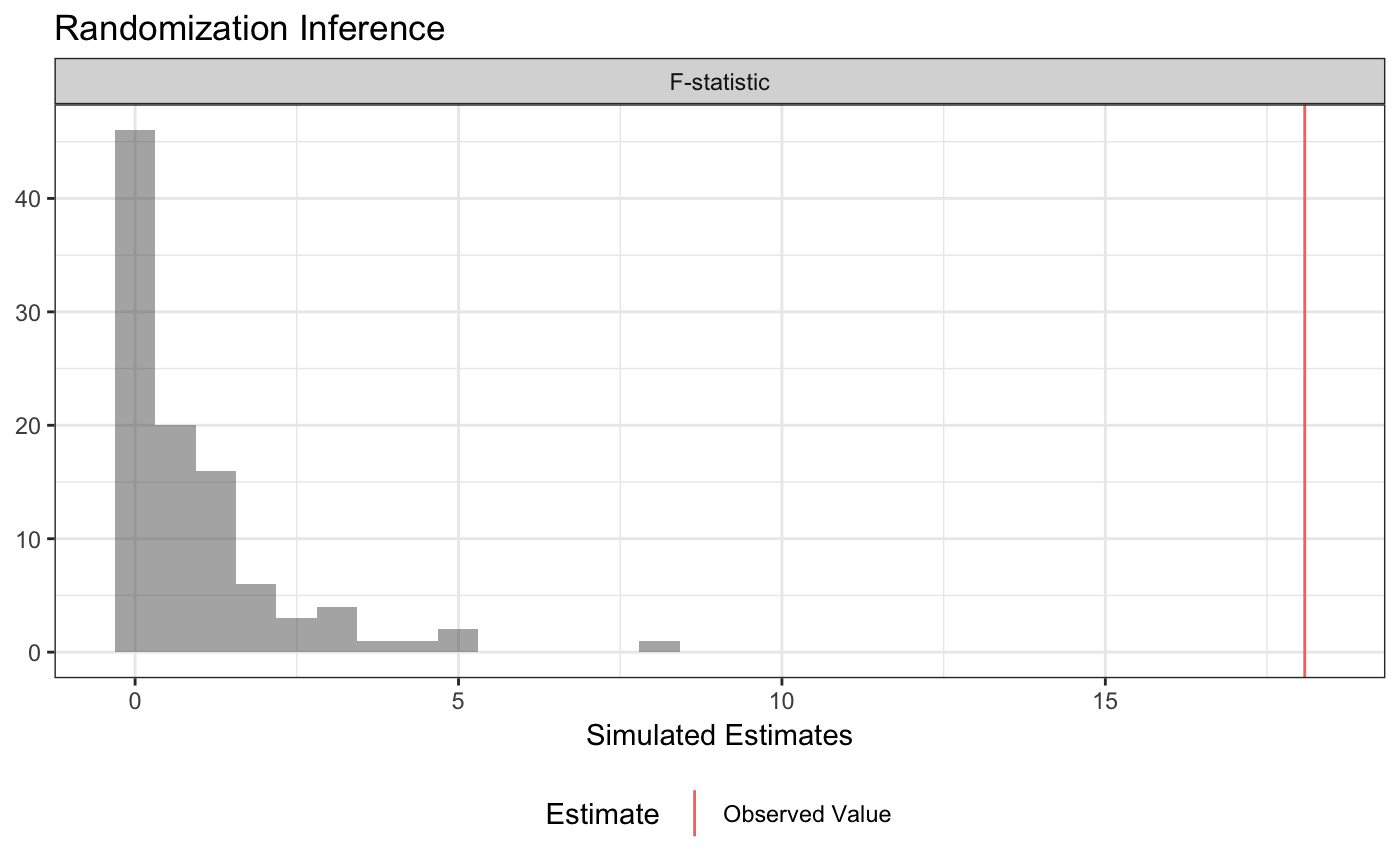 Randomization Inference
F-statistic
40
30
20
10
0
0 5 10 15
Simulated Estimates
Estimate Observed Value